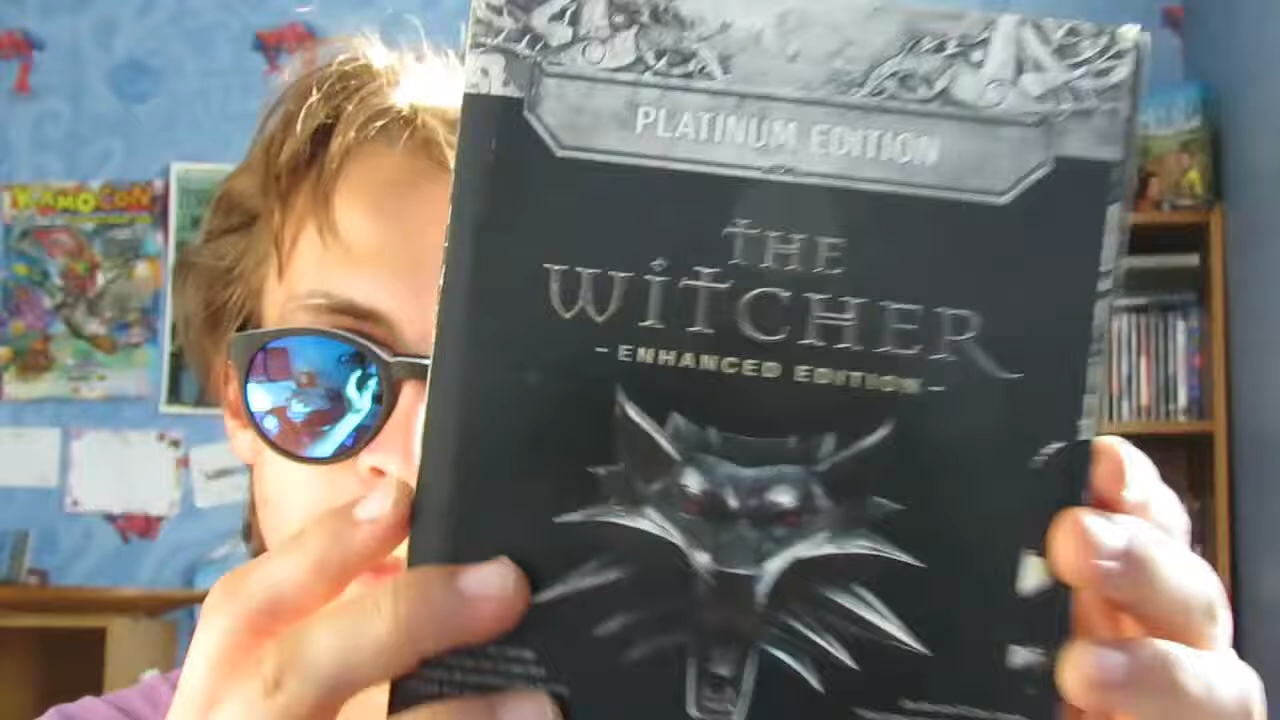 PLATINUM EDITION
THE
WITCHER
- ENHANCED EDITION -